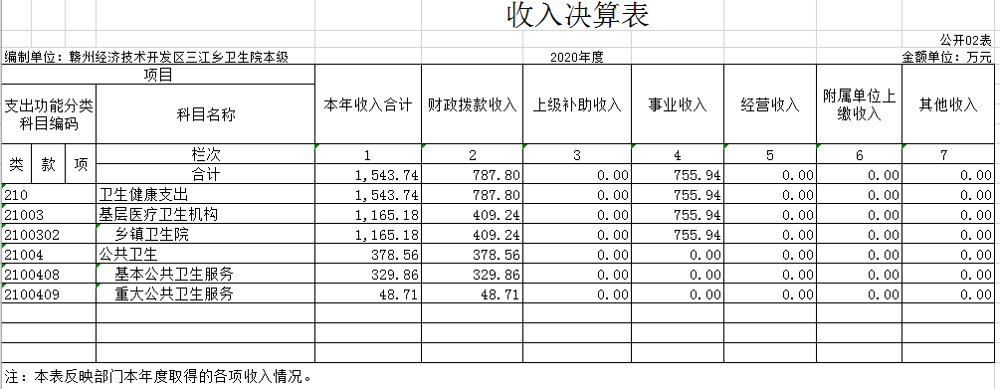 收入决算表
公开02表
编制单位：赣州经济技术开发区三江乡卫生院本级 2020年度 金额单位：万元
项目 本年收入合计 财政拨款收入 上级补助收入 事业收入 经营收入 附属单位上缴收入 其他收入
支出功能分类科目编码 科目名称
类 款 项 栏次 1 2 3 4 5 6 7
合计 1,543.74 787.80 0.00 755.94 0.00 0.00 0.00
210 卫生健康支出 1,543.74 787.80 0.00 755.94 0.00 0.00 0.00
21003 基层医疗卫生机构 1,165.18 409.24 0.00 755.94 0.00 0.00 0.00
2100302 乡镇卫生院 1,165.18 409.24 0.00 755.94 0.00 0.00 0.00
21004 公共卫生 378.56 378.56 0.00 0.00 0.00 0.00 0.00
2100408 基本公共卫生服务 329.86 329.86 0.00 0.00 0.00 0.00 0.00
2100409 重大公共卫生服务 48.71 48.71 0.00 0.00 0.00 0.00 0.00
注：本表反映部门本年度取得的各项收入情况。